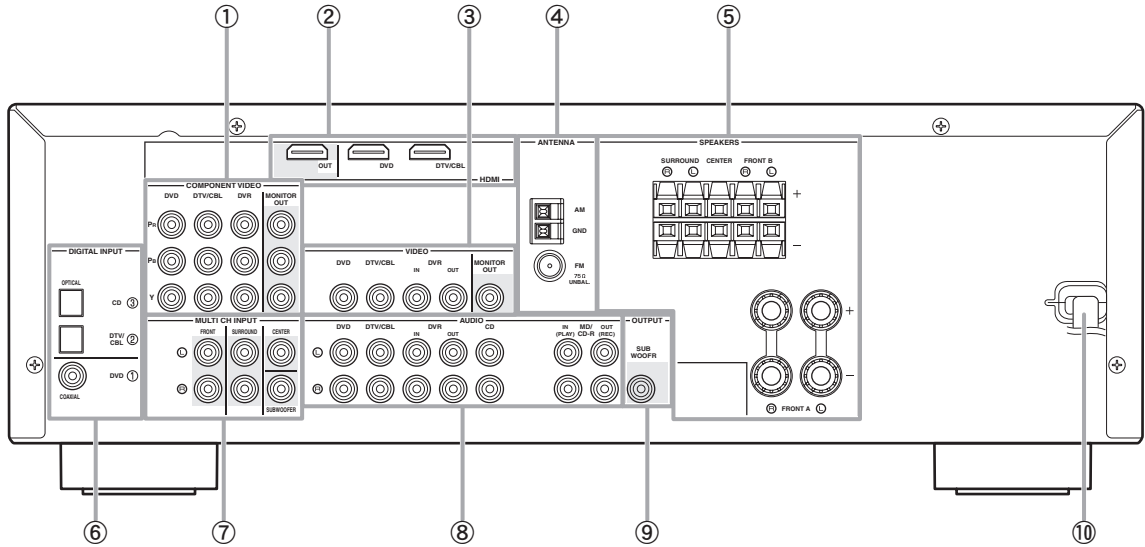 ① ② ③ ④ ⑤
ANTENNA
SPEAKERS
OUT DVD DTV/CBL
HDMI
SURROUND CENTER FRONT B
R L R L
+
−
COMPONENT VIDEO
DVD DTV/CBL DVR MONITOR OUT
PR
PB
Y
AM
GND
FM
75Ω
UNBAL.
DIGITAL INPUT
OPTICAL
CD ③
DTV/
CBL ②
DVD ①
COAXIAL
VIDEO
DVD DTV/CBL DVR MONITOR
IN OUT OUT
MULTI CH INPUT
FRONT SURROUND CENTER
L
R
SUBWOOFER
AUDIO
DVD DTV/CBL DVR CD IN MD/ OUT
IN OUT (PLAY) CD-R (REC)
L
R
OUTPUT
SUB
WOOFR
+
−
R FRONT A L
⑥ ⑦ ⑧ ⑨ ⑩